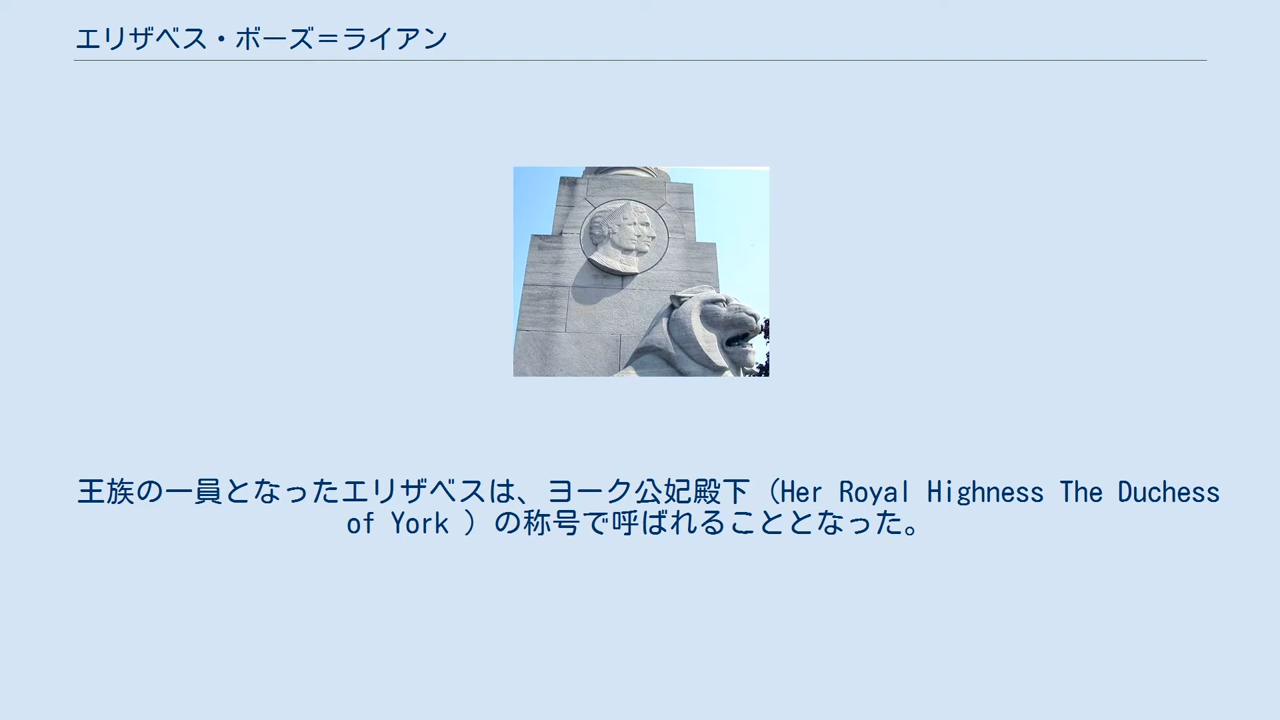 エリザベス・ボーズ＝ライアン
王族の一員となったエリザベスは、ヨーク公妃殿下（Her Royal Highness The Duchess
of York ）の称号で呼ばれることとなった。